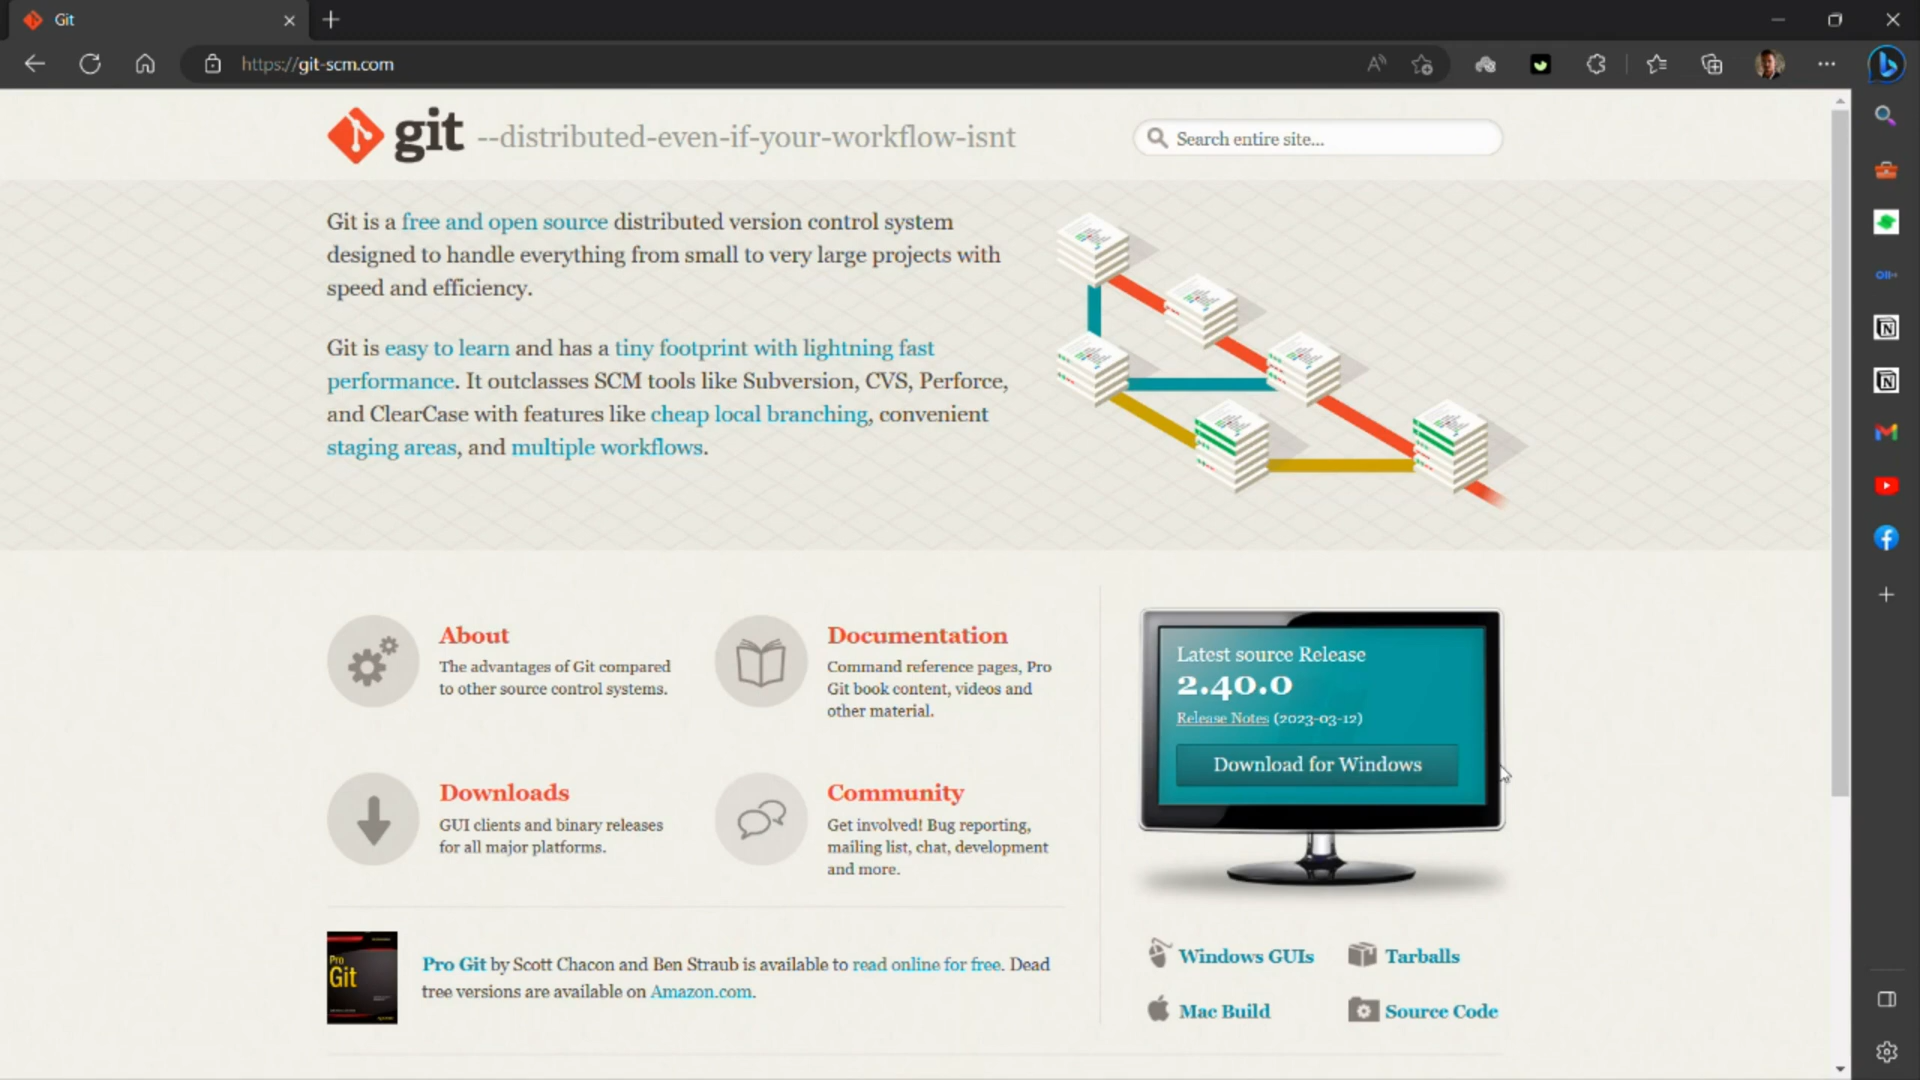 Git
https://git-scm.com
git --distributed-even-if-your-workflow-isnt
Search entire site...
Git is a free and open source distributed version control system
designed to handle everything from small to very large projects with
speed and efficiency.
Git is easy to learn and has a tiny footprint with lightning fast
performance. It outclasses SCM tools like Subversion, CVS, Perforce,
and ClearCase with features like cheap local branching, convenient
staging areas, and multiple workflows.
About
The advantages of Git compared
to other source control systems.
Documentation
Command reference pages, Pro
Git book content, videos and
other material.
Downloads
GUI clients and binary releases
for all major platforms.
Community
Get involved! Bug reporting,
mailing list, chat, development
and more.
Pro
Git
Pro Git by Scott Chacon and Ben Straub is available to read online for free. Dead
tree versions are available on Amazon.com.
Latest source Release
2.40.0
Release Notes (2023-03-12)
Download for Windows
Windows GUIs
Tarballs
Mac Build
Source Code